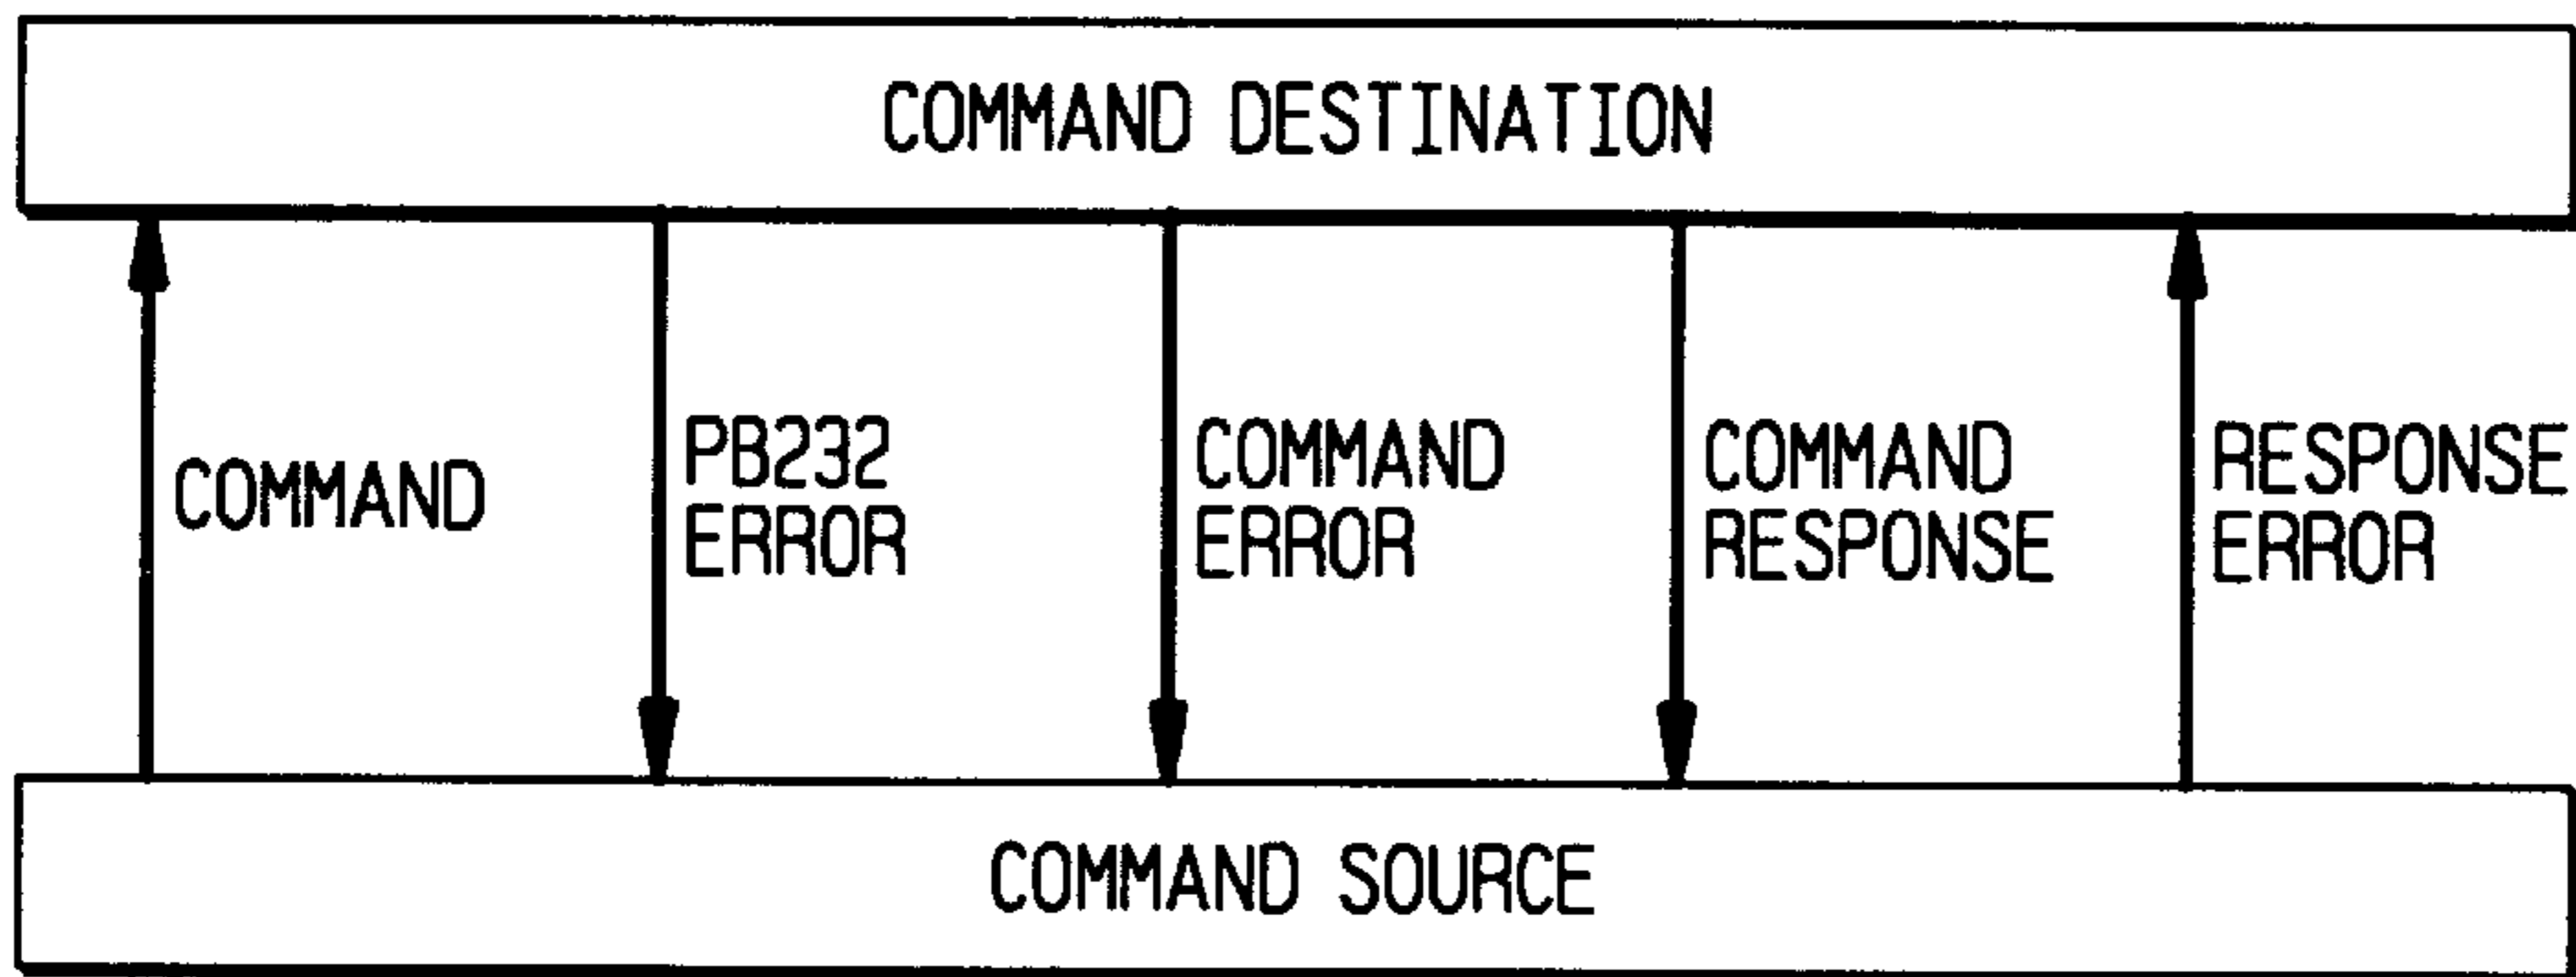 COMMAND DESTINATION
COMMAND
PB232
ERROR
COMMAND
ERROR
COMMAND
RESPONSE
RESPONSE
ERROR
COMMAND SOURCE